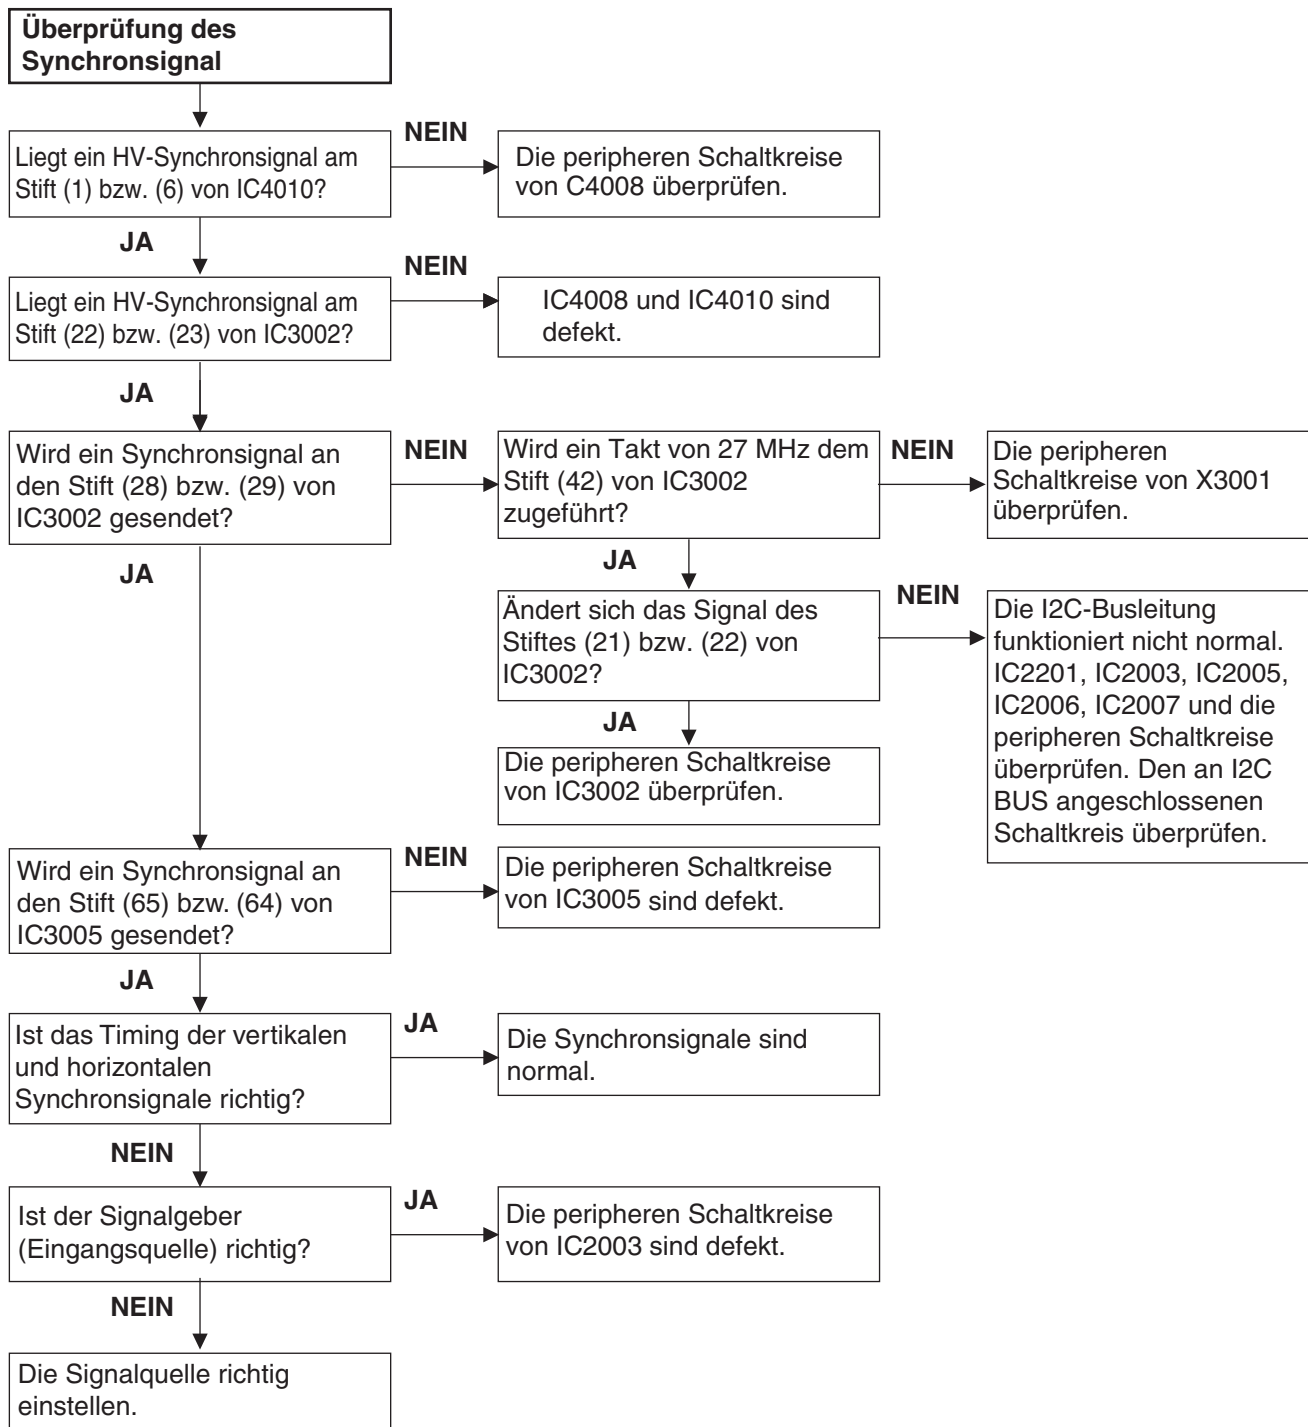 Überprüfung des
Synchronsignal
Liegt ein HV-Synchronsignal am
Stift (1) bzw. (6) von IC4010?
NEIN
Die peripheren Schaltkreise
von C4008 überprüfen.
JA
Liegt ein HV-Synchronsignal am
Stift (22) bzw. (23) von IC3002?
NEIN
IC4008 und IC4010 sind
defekt.
JA
Wird ein Synchronsignal an
den Stift (28) bzw. (29) von
IC3002 gesendet?
NEIN
Wird ein Takt von 27 MHz dem
Stift (42) von IC3002
zugeführt?
NEIN
Die peripheren
Schaltkreise von X3001
überprüfen.
JA
JA
Ändert sich das Signal des
Stiftes (21) bzw. (22) von
IC3002?
NEIN
Die I2C-Busleitung
funktioniert nicht normal.
IC2201, IC2003, IC2005,
IC2006, IC2007 und die
peripheren Schaltkreise
überprüfen. Den an I2C
BUS angeschlossenen
Schaltkreis überprüfen.
JA
Die peripheren Schaltkreise
von IC3002 überprüfen.
Wird ein Synchronsignal an
den Stift (65) bzw. (64) von
IC3005 gesendet?
NEIN
Die peripheren Schaltkreise
von IC3005 sind defekt.
JA
Ist das Timing der vertikalen
und horizontalen
Synchronsignale richtig?
JA
Die Synchronsignale sind
normal.
NEIN
Ist der Signalgeber
(Eingangsquelle) richtig?
JA
Die peripheren Schaltkreise
von IC2003 sind defekt.
NEIN
Die Signalquelle richtig
einstellen.